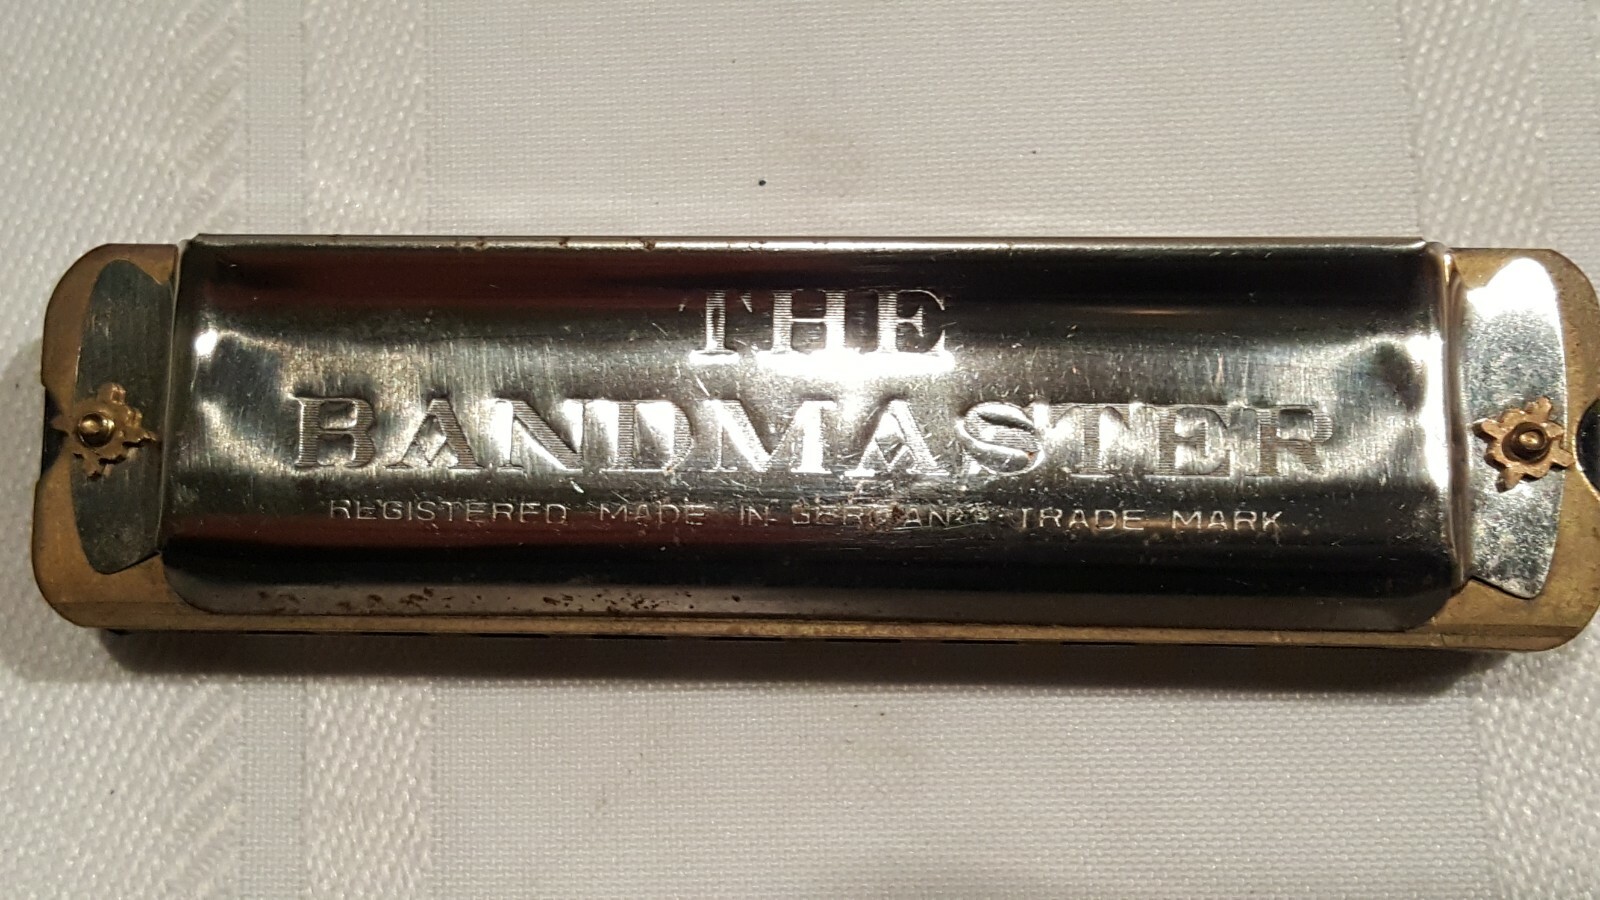 THE
BANDMASTER
REGISTERED MADE IN GERMANY TRADE MARK